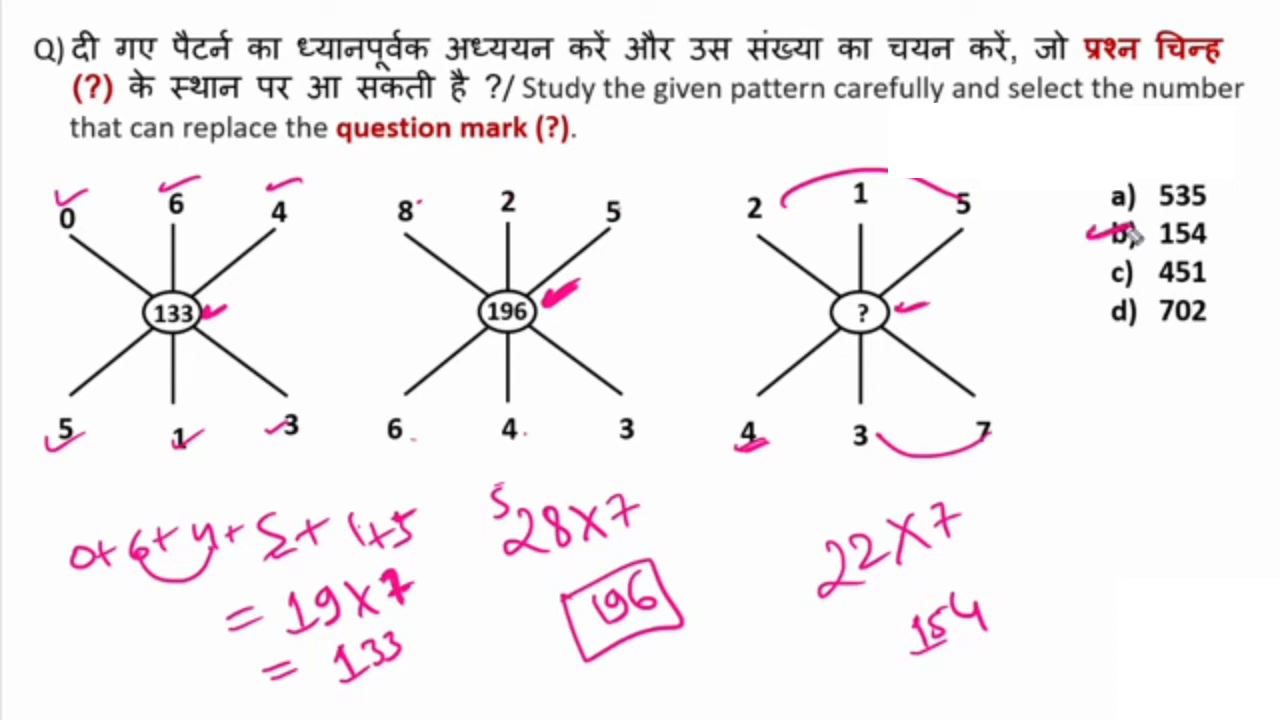 Q) दी गए पैटर्न का ध्यानपूर्वक अध्ययन करें और उस संख्या का चयन करें, जो प्रश्न चिन्ह
(?) के स्थान पर आ सकती है ?/ Study the given pattern carefully and select the number
that can replace the question mark (?).
0 6 4
133
5 1 3
8 2 5
196
6 4 3
2 1 5
?
4 3 7
a) 535
b) 154
c) 451
d) 702
0+6+4+5+1+3
= 19×7
= 133
5
28×7
196
22×7
154